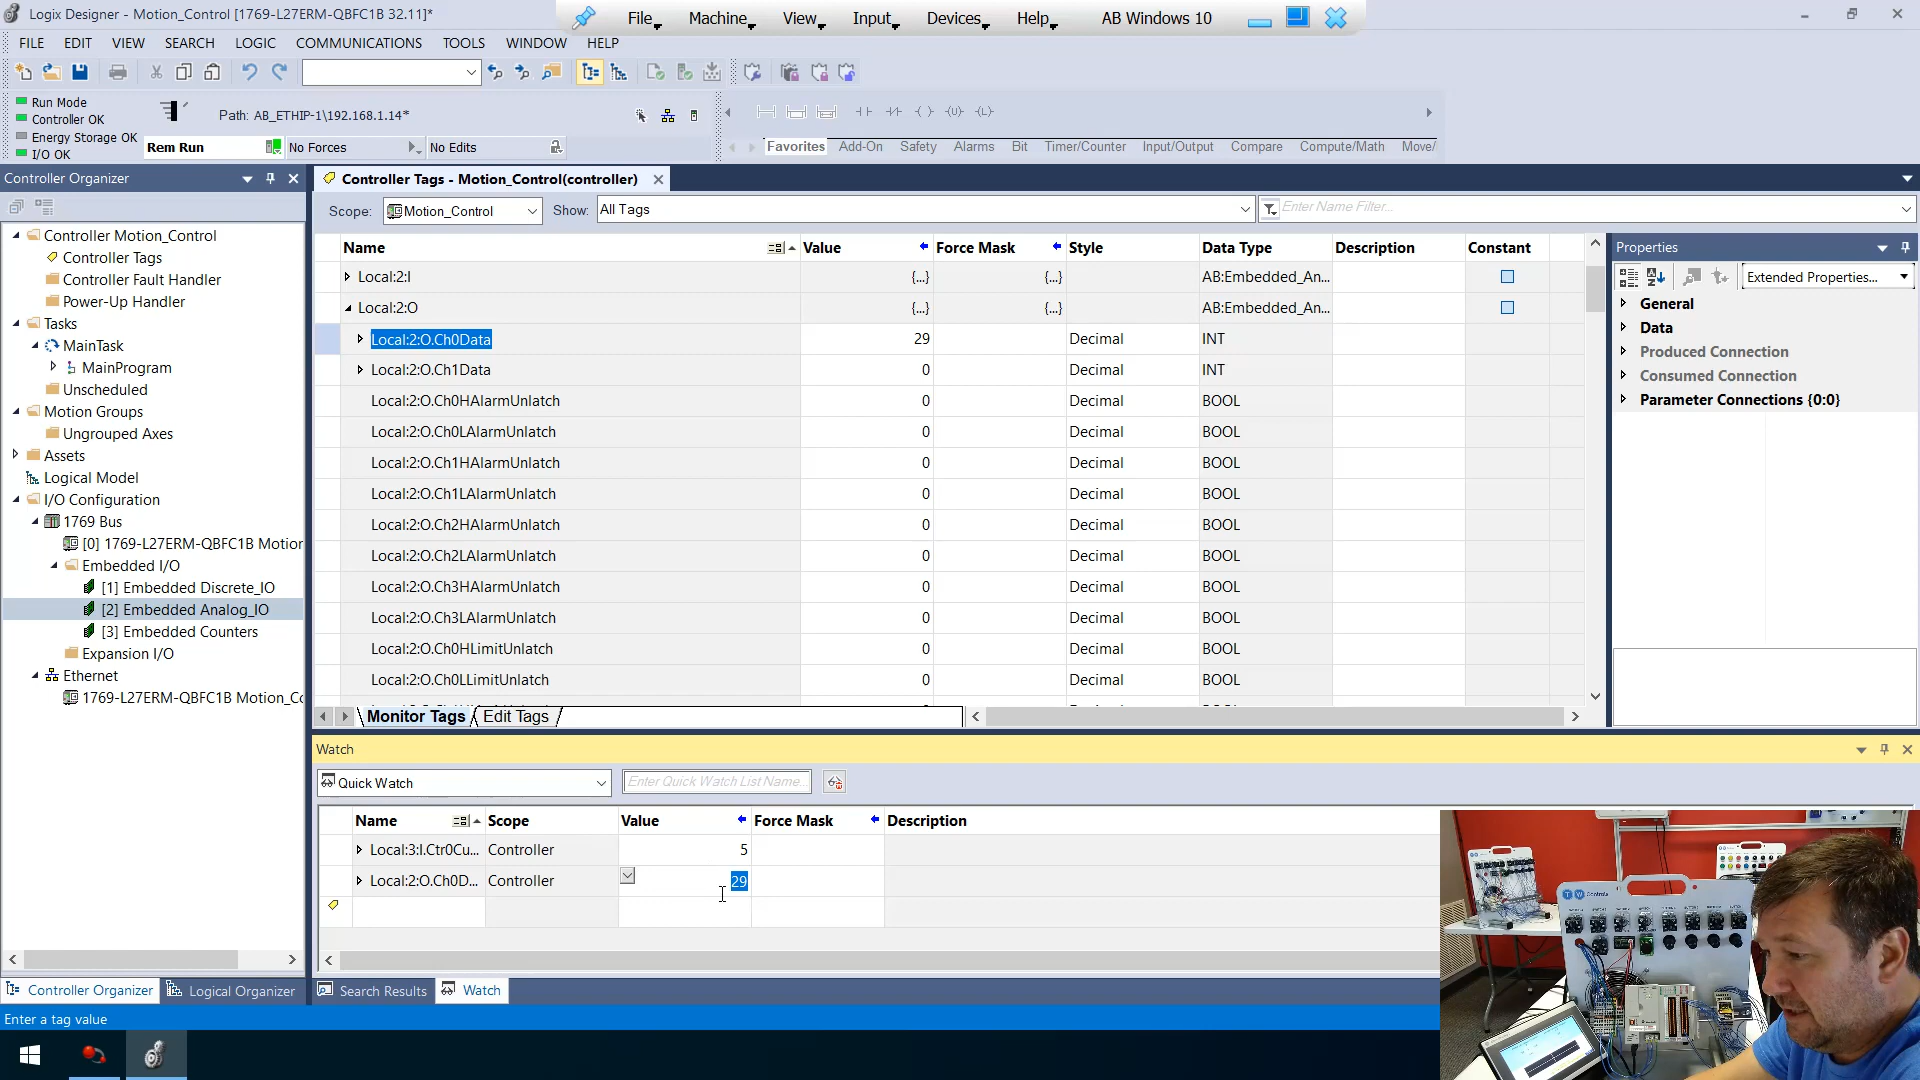 Logix Designer - Motion_Control [1769-L27ERM-QBFC1B 32.11]*
File Machine View Input Devices Help AB Windows 10
FILE EDIT VIEW SEARCH LOGIC COMMUNICATIONS TOOLS WINDOW HELP
Run Mode
Controller OK
Energy Storage OK
I/O OK
Path: AB_ETHIP-1\192.168.1.14*
Rem Run No Forces No Edits
Favorites Add-On Safety Alarms Bit Timer/Counter Input/Output Compare Compute/Math Move/
Controller Organizer
Controller Motion_Control
Controller Tags
Controller Fault Handler
Power-Up Handler
Tasks
MainTask
MainProgram
Unscheduled
Motion Groups
Ungrouped Axes
Assets
Logical Model
I/O Configuration
1769 Bus
[0] 1769-L27ERM-QBFC1B Motion
Embedded I/O
[1] Embedded Discrete_IO
[2] Embedded Analog_IO
[3] Embedded Counters
Expansion I/O
Ethernet
1769-L27ERM-QBFC1B Motion_Co
Controller Organizer Logical Organizer
Controller Tags - Motion_Control(controller)
Scope: Motion_Control Show: All Tags Enter Name Filter...
Name Value Force Mask Style Data Type Description Constant
Local:2:I {...} {...} AB:Embedded_An...
Local:2:O {...} {...} AB:Embedded_An...
Local:2:O.Ch0Data 29 Decimal INT
Local:2:O.Ch1Data 0 Decimal INT
Local:2:O.Ch0HAlarmUnlatch 0 Decimal BOOL
Local:2:O.Ch0LAlarmUnlatch 0 Decimal BOOL
Local:2:O.Ch1HAlarmUnlatch 0 Decimal BOOL
Local:2:O.Ch1LAlarmUnlatch 0 Decimal BOOL
Local:2:O.Ch2HAlarmUnlatch 0 Decimal BOOL
Local:2:O.Ch2LAlarmUnlatch 0 Decimal BOOL
Local:2:O.Ch3HAlarmUnlatch 0 Decimal BOOL
Local:2:O.Ch3LAlarmUnlatch 0 Decimal BOOL
Local:2:O.Ch0HLimitUnlatch 0 Decimal BOOL
Local:2:O.Ch0LLimitUnlatch 0 Decimal BOOL
Monitor Tags Edit Tags
Properties
Extended Properties...
General
Data
Produced Connection
Consumed Connection
Parameter Connections {0:0}
Watch
Quick Watch Enter Quick Watch List Name...
Name Scope Value Force Mask Description
Local:3:I.Ctr0Cu... Controller 5
Local:2:O.Ch0D... Controller 29
Search Results Watch
Enter a tag value